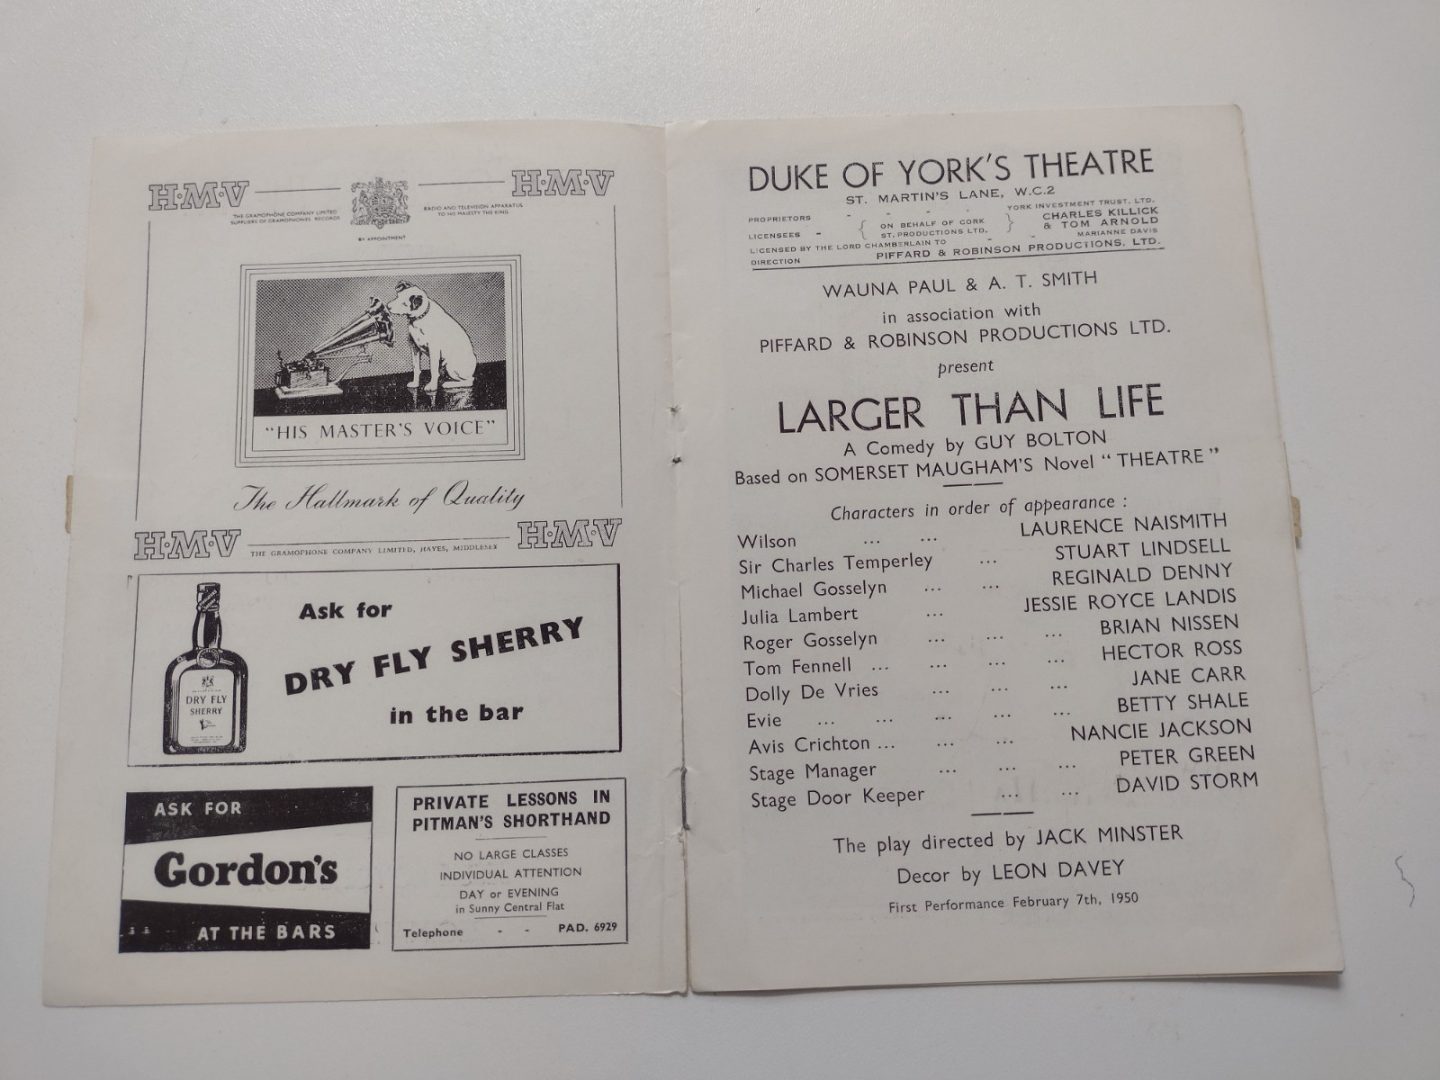 H·M·V
H·M·V
THE GRAMOPHONE COMPANY LIMITED
SUPPLIERS OF GRAMOPHONES, RECORDS
RADIO AND TELEVISION APPARATUS
TO HIS MAJESTY THE KING
BY APPOINTMENT
"HIS MASTER'S VOICE"
The Hallmark of Quality
H·M·V
THE GRAMOPHONE COMPANY LIMITED, HAYES, MIDDLESEX
H·M·V
Ask for
DRY FLY SHERRY
in the bar
DRY FLY
SHERRY
ASK FOR
Gordon's
AT THE BARS
PRIVATE LESSONS IN
PITMAN'S SHORTHAND
NO LARGE CLASSES
INDIVIDUAL ATTENTION
DAY or EVENING
in Sunny Central Flat
Telephone - - PAD. 6929
DUKE OF YORK'S THEATRE
ST. MARTIN'S LANE, W.C.2
PROPRIETORS - - - - YORK INVESTMENT TRUST, LTD.
LICENSEES - { ON BEHALF OF CORK ST. PRODUCTIONS LTD. } CHARLES KILLICK & TOM ARNOLD
LICENSED BY THE LORD CHAMBERLAIN TO - - MARIANNE DAVIS
DIRECTION PIFFARD & ROBINSON PRODUCTIONS, LTD.
WAUNA PAUL & A. T. SMITH
in association with
PIFFARD & ROBINSON PRODUCTIONS LTD.
present
LARGER THAN LIFE
A Comedy by GUY BOLTON
Based on SOMERSET MAUGHAM'S Novel "THEATRE"
Characters in order of appearance :
Wilson ... ... LAURENCE NAISMITH
Sir Charles Temperley ... STUART LINDSELL
Michael Gosselyn ... ... REGINALD DENNY
Julia Lambert ... JESSIE ROYCE LANDIS
Roger Gosselyn ... ... ... BRIAN NISSEN
Tom Fennell ... ... ... ... HECTOR ROSS
Dolly De Vries ... ... ... JANE CARR
Evie ... ... ... ... ... BETTY SHALE
Avis Crichton ... ... ... NANCIE JACKSON
Stage Manager ... ... ... PETER GREEN
Stage Door Keeper ... ... DAVID STORM
The play directed by JACK MINSTER
Decor by LEON DAVEY
First Performance February 7th, 1950